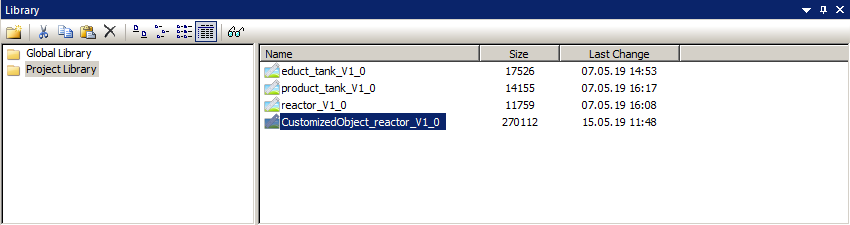 Library
Global Library
Project Library
Name Size Last Change
educt_tank_V1_0 17526 07.05.19 14:53
product_tank_V1_0 14155 07.05.19 16:17
reactor_V1_0 11759 07.05.19 16:08
CustomizedObject_reactor_V1_0 270112 15.05.19 11:48